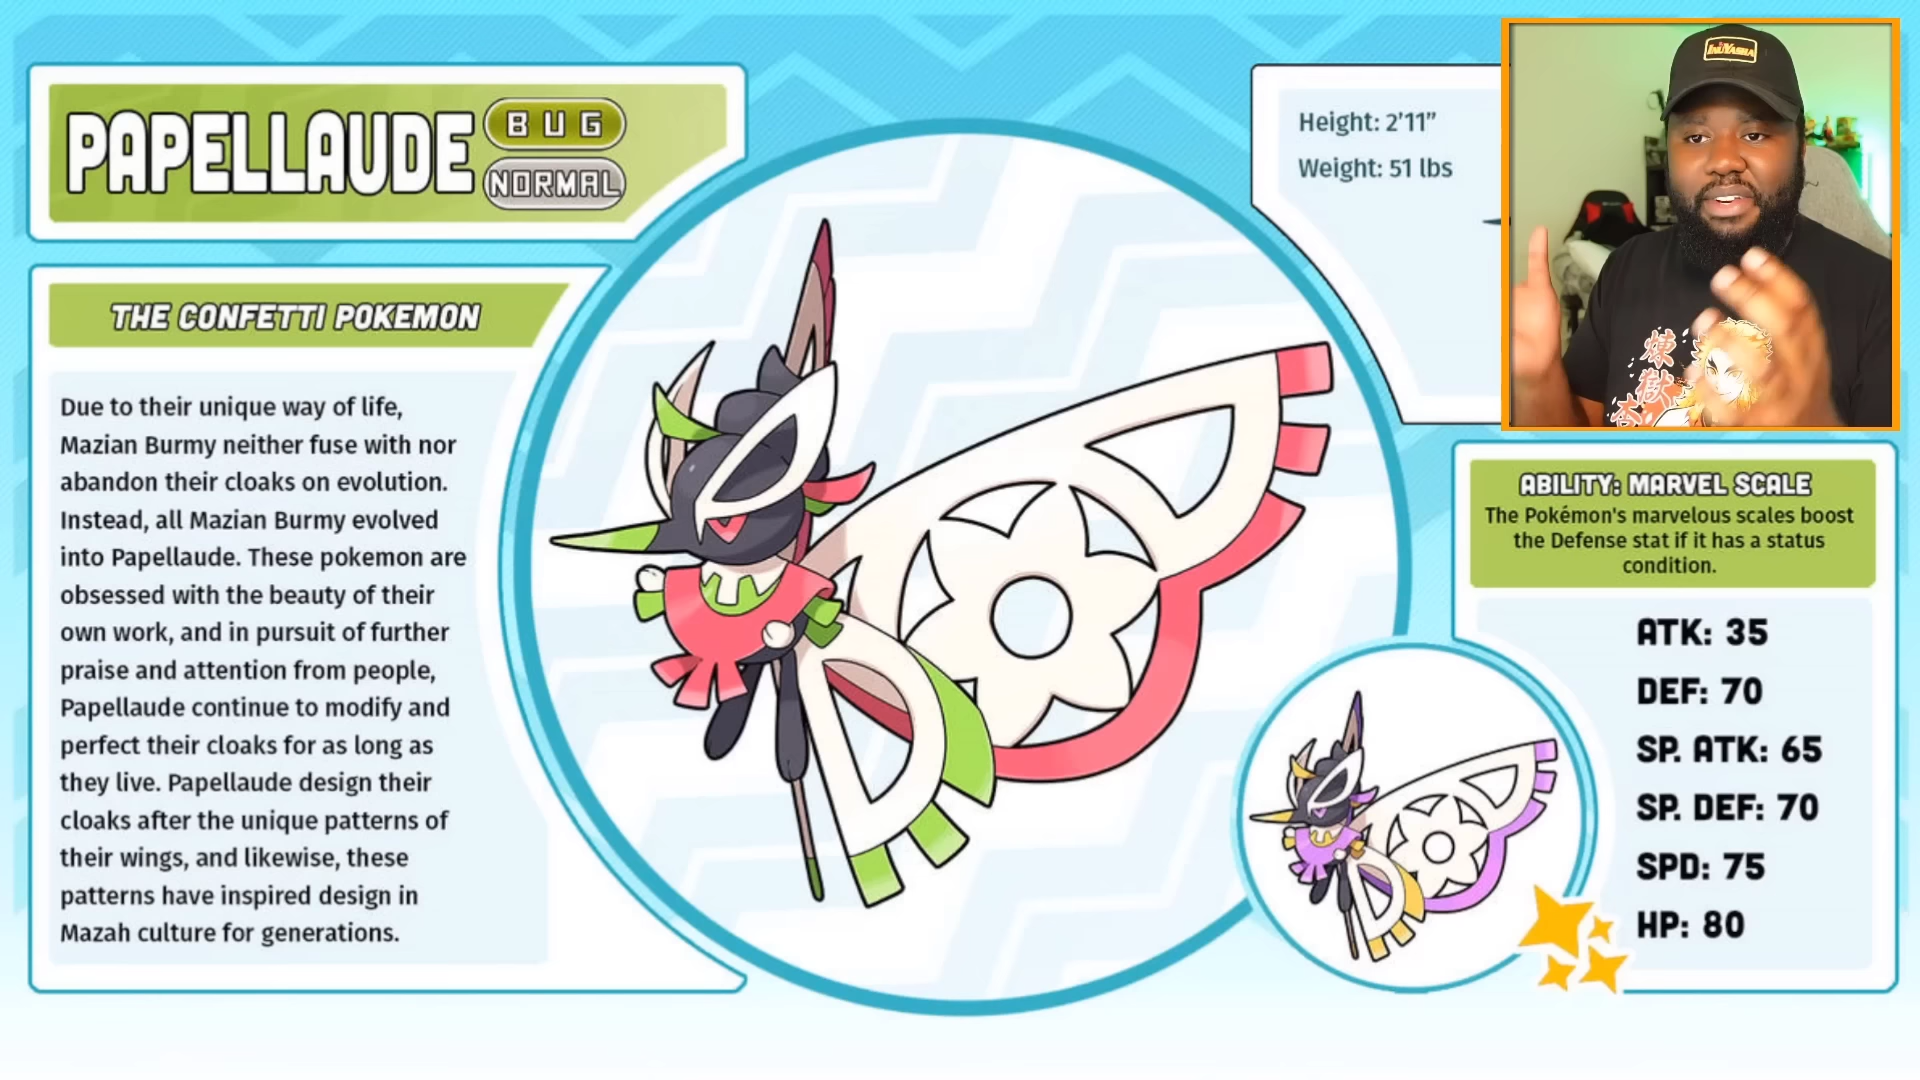 PAPELLAUDE
BUG
NORMAL
THE CONFETTI POKEMON
Due to their unique way of life,
Mazian Burmy neither fuse with nor
abandon their cloaks on evolution.
Instead, all Mazian Burmy evolved
into Papellaude. These pokemon are
obsessed with the beauty of their
own work, and in pursuit of further
praise and attention from people,
Papellaude continue to modify and
perfect their cloaks for as long as
they live. Papellaude design their
cloaks after the unique patterns of
their wings, and likewise, these
patterns have inspired design in
Mazah culture for generations.
Height: 2’11”
Weight: 51 lbs
INUYASHA
煉
獄
杏
ABILITY: MARVEL SCALE
The Pokémon's marvelous scales boost
the Defense stat if it has a status
condition.
ATK: 35
DEF: 70
SP. ATK: 65
SP. DEF: 70
SPD: 75
HP: 80